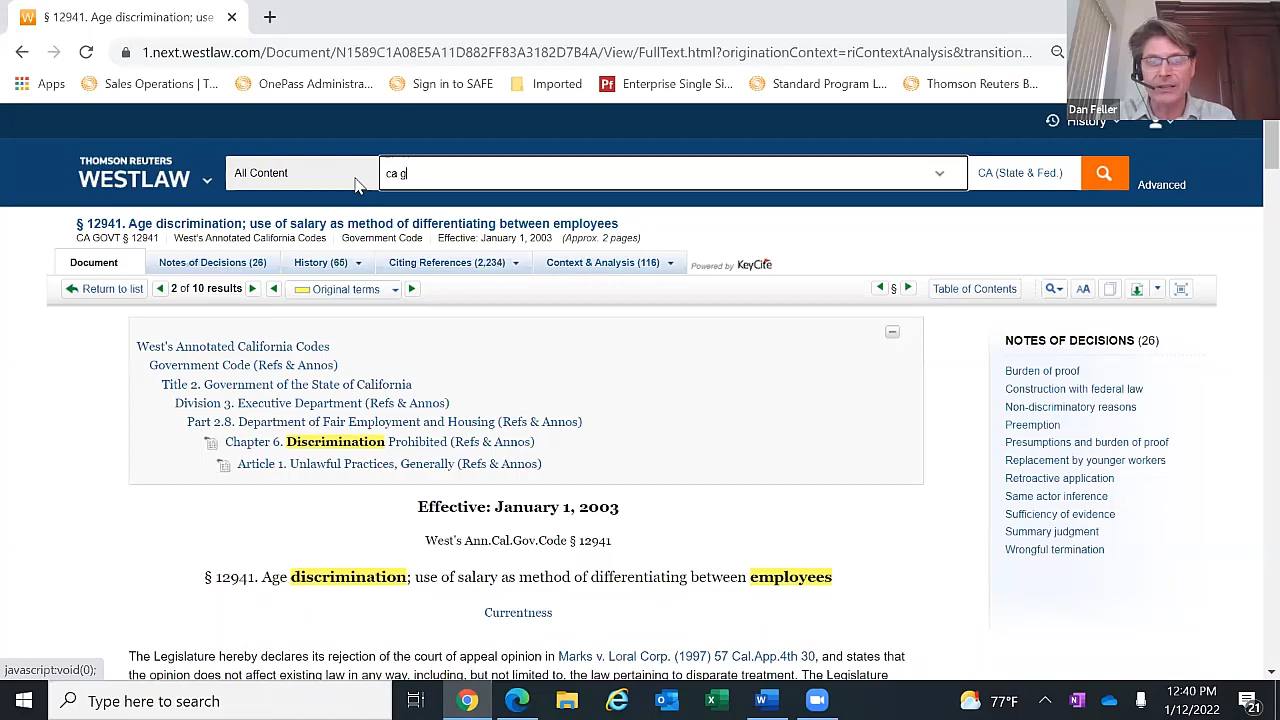 § 12941. Age discrimination; use
1.next.westlaw.com/Document/N1589C1A08E5A11D882FEA3182D7B4A/View/FullText.html?originationContext=riContextAnalysis&transition...
Apps Sales Operations | T... OnePass Administra... Sign in to SAFE Imported Enterprise Single Si... Standard Program L... Thomson Reuters B...
Dan Feller
History
THOMSON REUTERS
WESTLAW
All Content ca g CA (State & Fed.) Advanced
§ 12941. Age discrimination; use of salary as method of differentiating between employees
CA GOVT § 12941 West's Annotated California Codes Government Code Effective: January 1, 2003 (Approx. 2 pages)
Document Notes of Decisions (26) History (65) Citing References (2,234) Context & Analysis (116) Powered by KeyCite
Return to list 2 of 10 results Original terms § Table of Contents AA
West's Annotated California Codes
Government Code (Refs & Annos)
Title 2. Government of the State of California
Division 3. Executive Department (Refs & Annos)
Part 2.8. Department of Fair Employment and Housing (Refs & Annos)
Chapter 6. Discrimination Prohibited (Refs & Annos)
Article 1. Unlawful Practices, Generally (Refs & Annos)
Effective: January 1, 2003
West's Ann.Cal.Gov.Code § 12941
§ 12941. Age discrimination; use of salary as method of differentiating between employees
Currentness
The Legislature hereby declares its rejection of the court of appeal opinion in Marks v. Loral Corp. (1997) 57 Cal.App.4th 30, and states that
the opinion does not affect existing law in any way, including, but not limited to, the law pertaining to disparate treatment. The Legislature
NOTES OF DECISIONS (26)
Burden of proof
Construction with federal law
Non-discriminatory reasons
Preemption
Presumptions and burden of proof
Replacement by younger workers
Retroactive application
Same actor inference
Sufficiency of evidence
Summary judgment
Wrongful termination
javascript:void(0);
Type here to search
77°F
12:40 PM
1/12/2022
21